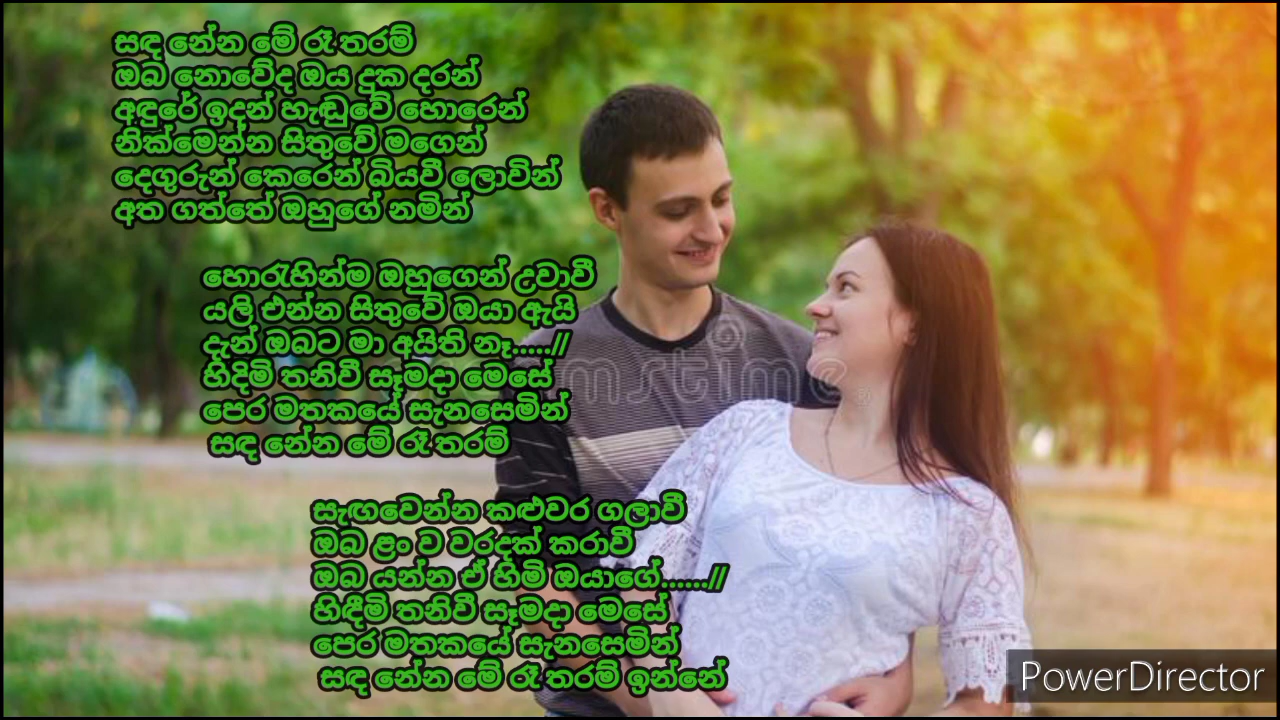 සඳ නේන මේ රෑ තරම්
ඔබ නොවේද ඔය දුක දරන්
අඳුරේ ඉදන් හැඬුවේ හොරෙන්
නික්මෙන්න සිතුවේ මගෙන්
දෙගුරුන් කෙරෙන් බියවී ලොවින්
අත ගත්තේ ඔහුගේ නමින්
හොරැහින්ම ඔහුගෙන් උවාවී
යලි එන්න සිතුවේ ඔයා ඇයි
දැන් ඔබට මා අයිති නෑ.....//
හිදිමි තනිවී සෑමදා මෙසේ
පෙර මතකයේ සැනසෙමින්
සඳ නේන මේ රෑ තරම්
සැඟවෙන්න කළුවර ගලාවී
ඔබ ළං ව වරදක් කරාවී
ඔබ යන්න ඒ හිමි ඔයාගේ.......//
හිඳීමි තනිවී සෑමදා මෙසේ
පෙර මතකයේ සැනසෙමින්
සඳ නේන මේ රෑ තරම් ඉන්නේ
PowerDirector